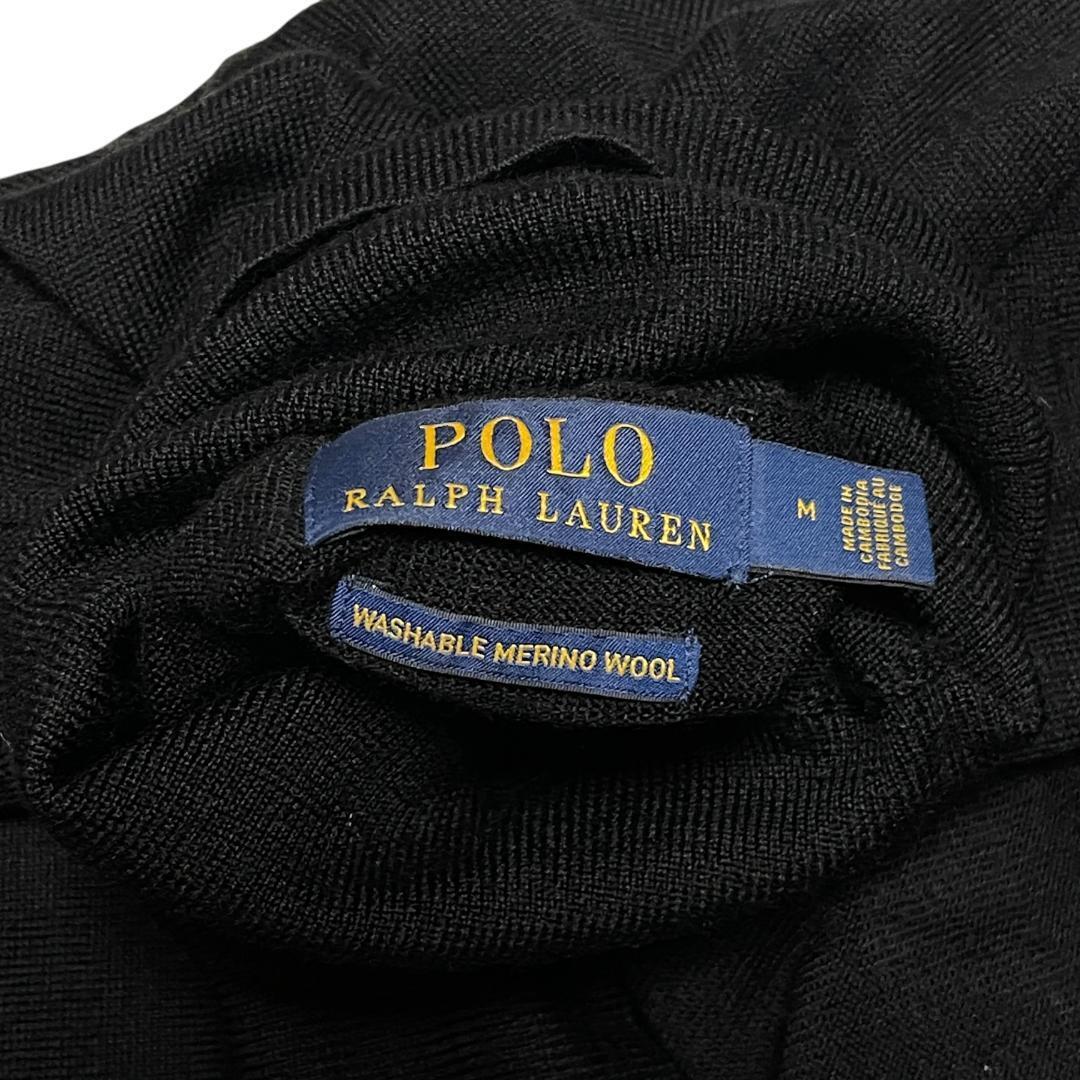 POLO
RALPH LAUREN
M
MADE IN
CAMBODIA
FABRIQUE AU
CAMBODGE
WASHABLE MERINO WOOL